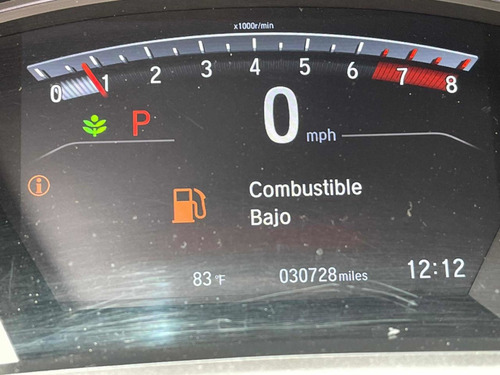 x1000r/min
0 1 2 3 4 5 6 7 8
P
0 mph
Combustible
Bajo
83°F 030728 miles 12:12